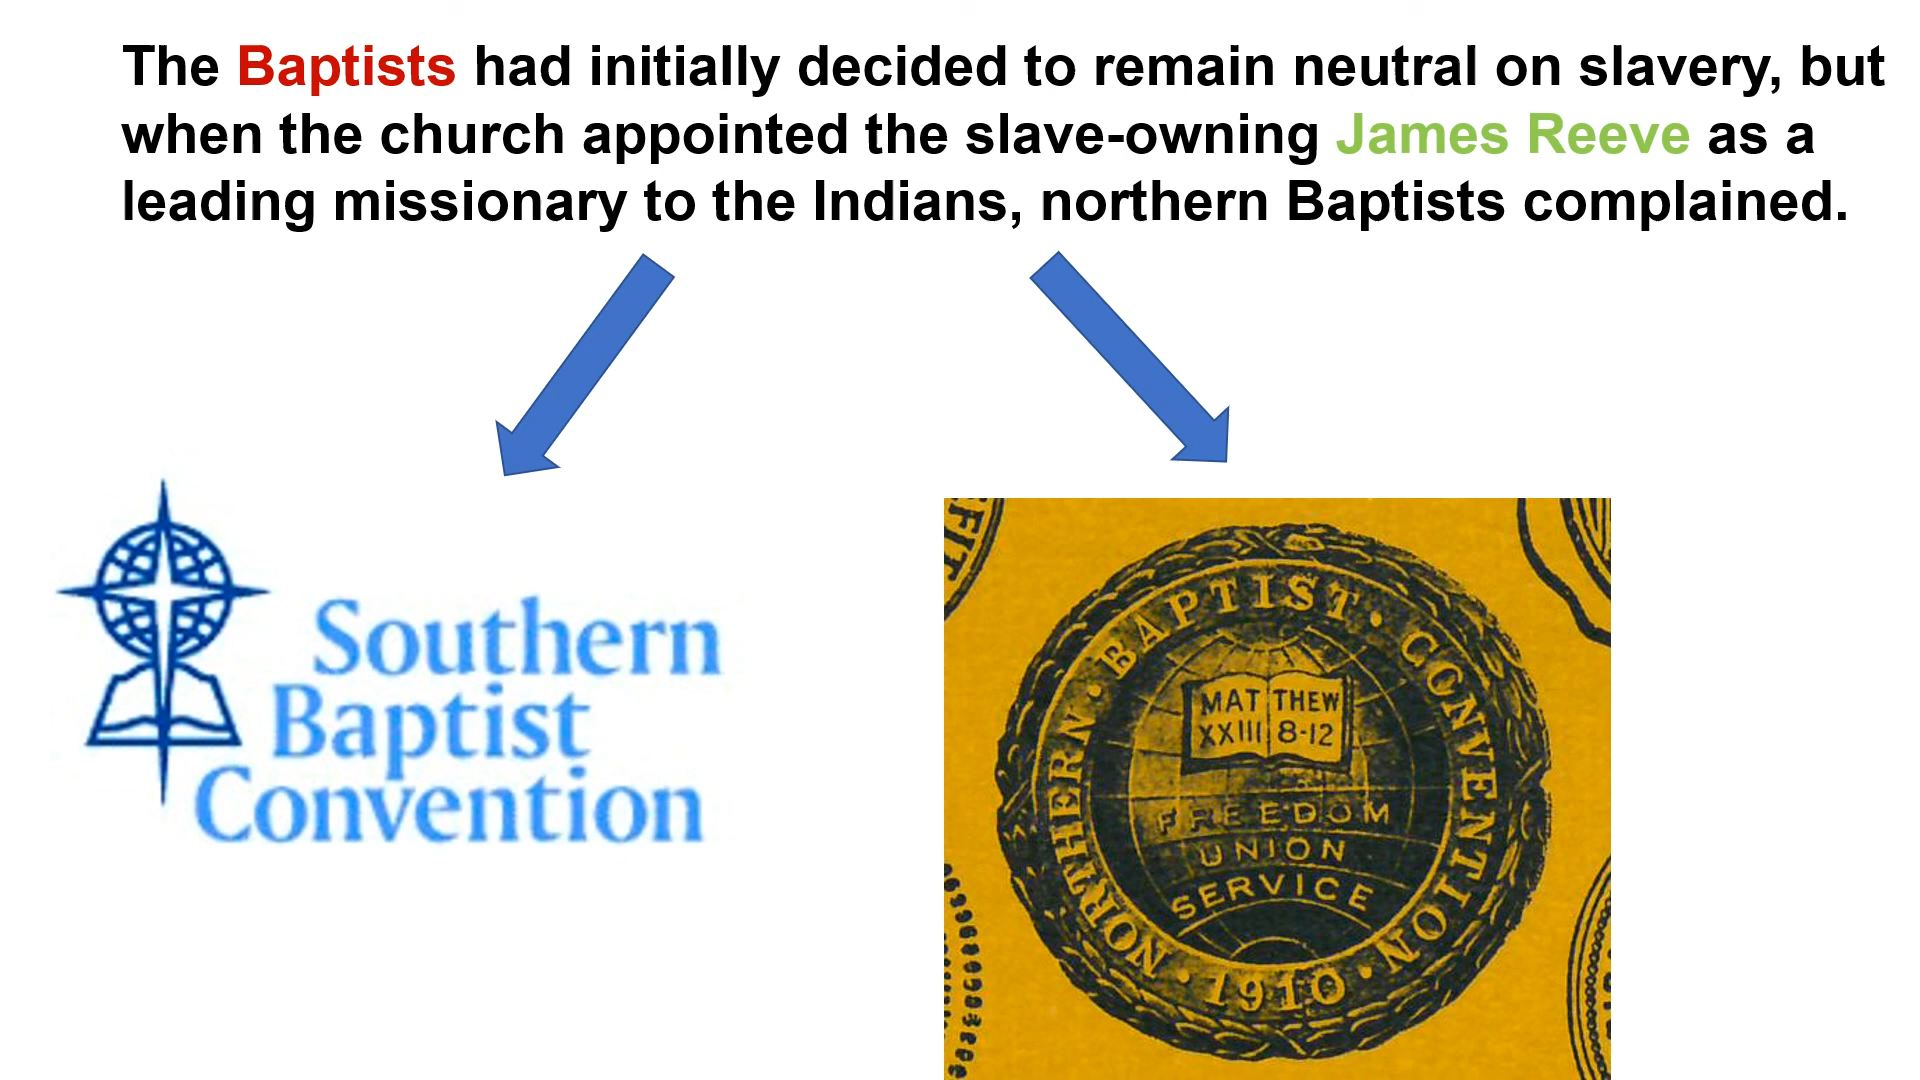 The Baptists had initially decided to remain neutral on slavery, but
when the church appointed the slave-owning James Reeve as a
leading missionary to the Indians, northern Baptists complained.
Southern
Baptist
Convention
NORTHERN · BAPTIST · CONVENTION · 1910 ·
MAT THEW
XXIII 8-12
FREEDOM
UNION
SERVICE